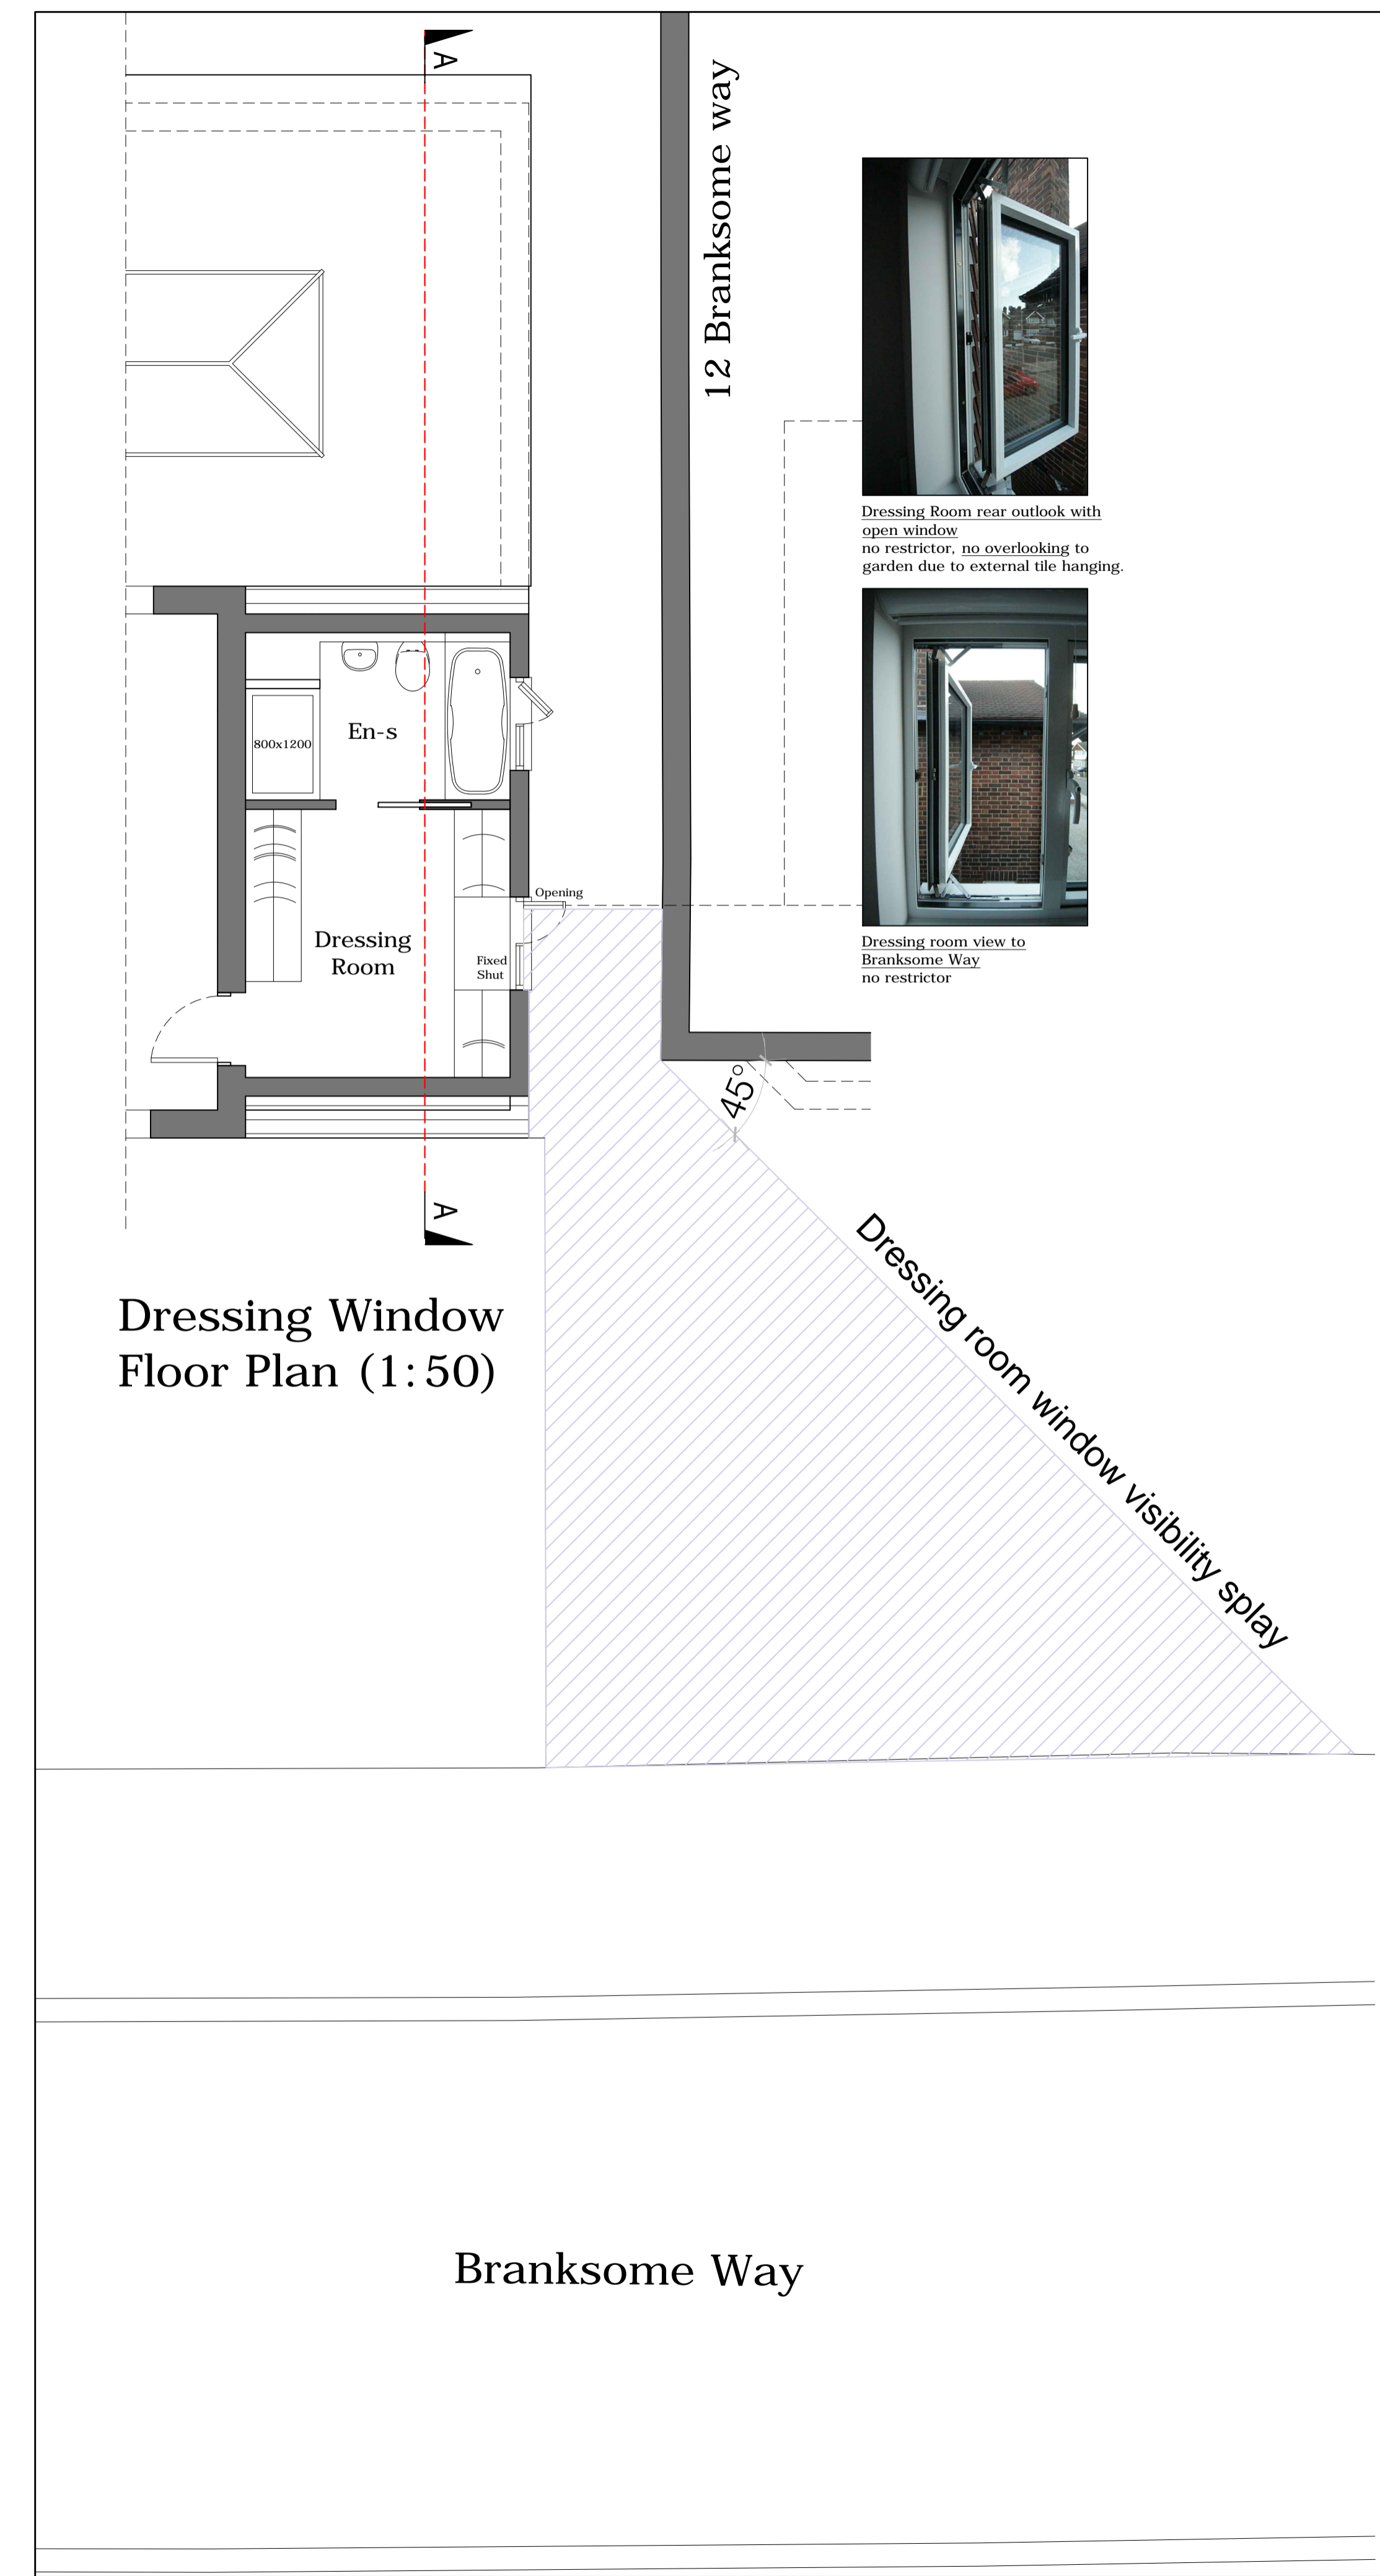 A
12 Branksome way
Dressing Room rear outlook with
open window
no restrictor, no overlooking to
garden due to external tile hanging.
En-s
800x1200
Opening
Dressing
Room
Fixed
Shut
Dressing room view to
Branksome Way
no restrictor
45°
A
Dressing room window visibility splay
Dressing Window
Floor Plan (1:50)
Branksome Way